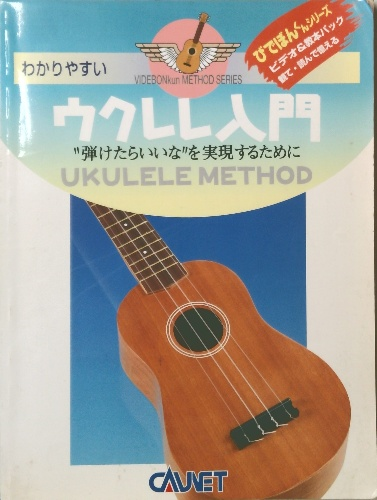 びでぼんくんシリーズ
ビデオ&教本パック
観て・読んで覚える
VIDEBONkun METHOD SERIES
わかりやすい
ウクレレ入門
"弾けたらいいな"を実現するために
UKULELE METHOD
CAUNET